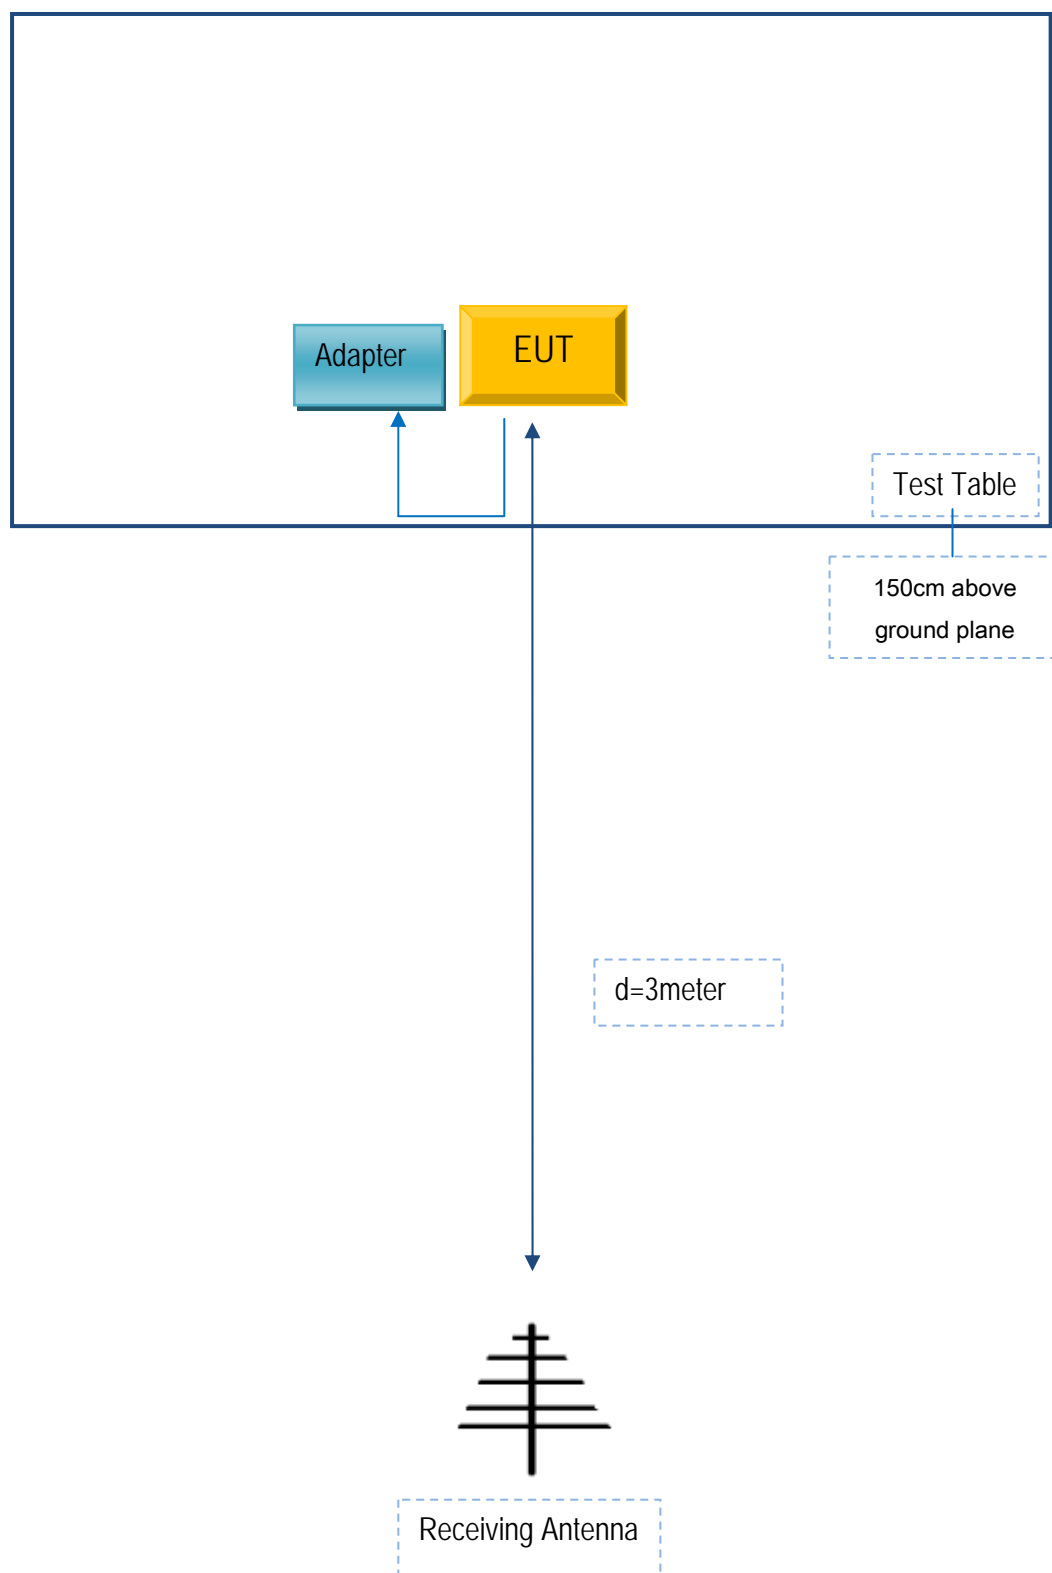 Adapter
EUT
Test Table
150cm above
ground plane
d=3meter
Receiving Antenna